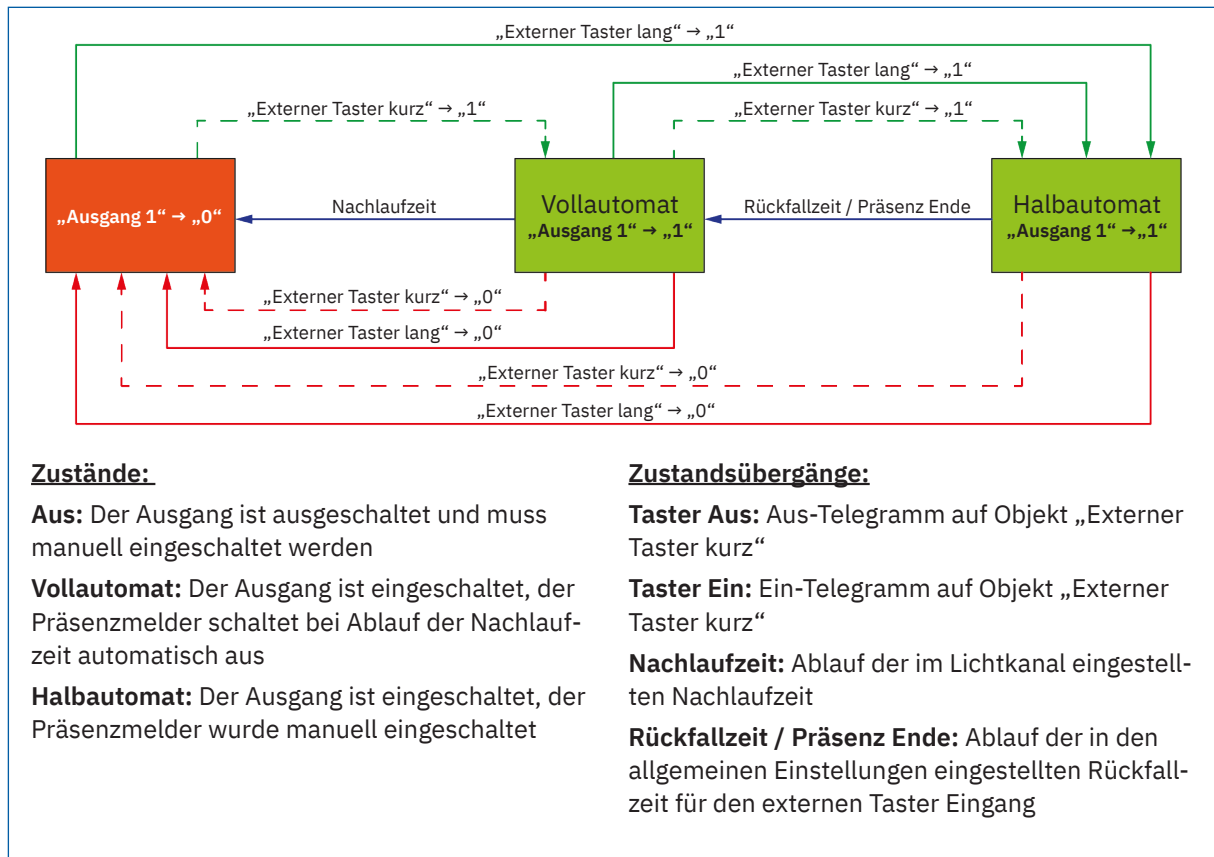 „Externer Taster lang“ → „1“
„Externer Taster lang“ → „1“
„Externer Taster kurz“ → „1“
„Externer Taster kurz“ → „1“
„Ausgang 1“ → „0“
Nachlaufzeit
Vollautomat
„Ausgang 1“ → „1“
Rückfallzeit / Präsenz Ende
Halbautomat
„Ausgang 1“ →„1“
„Externer Taster kurz“ → „0“
„Externer Taster lang“ → „0“
„Externer Taster kurz“ → „0“
„Externer Taster lang“ → „0“
Zustände:
Aus: Der Ausgang ist ausgeschaltet und muss
manuell eingeschaltet werden
Vollautomat: Der Ausgang ist eingeschaltet, der
Präsenzmelder schaltet bei Ablauf der Nachlauf-
zeit automatisch aus
Halbautomat: Der Ausgang ist eingeschaltet, der
Präsenzmelder wurde manuell eingeschaltet
Zustandsübergänge:
Taster Aus: Aus-Telegramm auf Objekt „Externer
Taster kurz“
Taster Ein: Ein-Telegramm auf Objekt „Externer
Taster kurz“
Nachlaufzeit: Ablauf der im Lichtkanal eingestell-
ten Nachlaufzeit
Rückfallzeit / Präsenz Ende: Ablauf der in den
allgemeinen Einstellungen eingestellten Rückfall-
zeit für den externen Taster Eingang